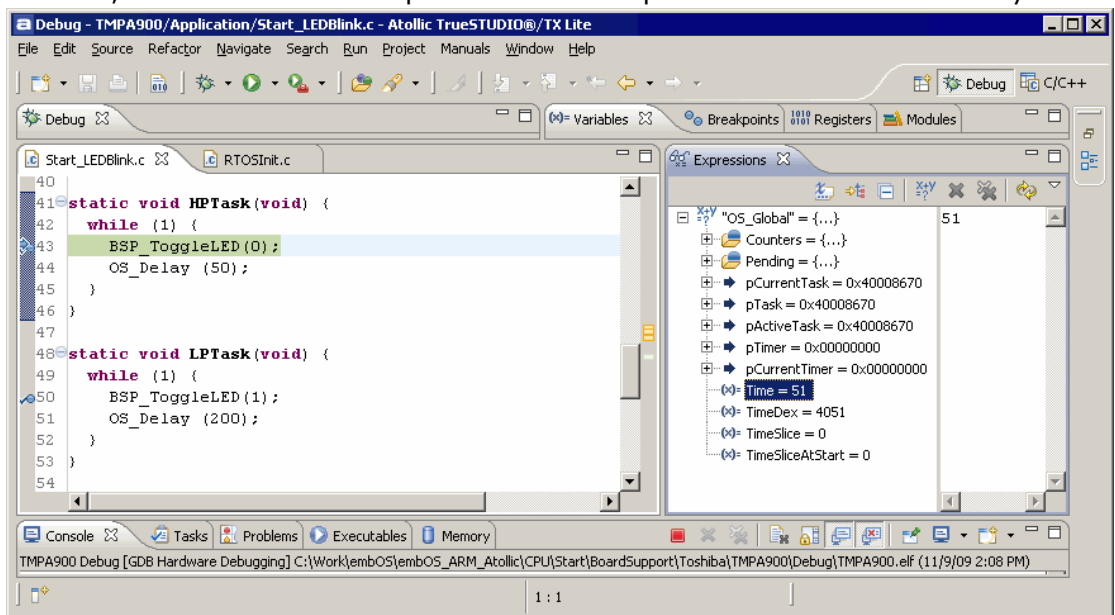 Debug - TMPA900/Application/Start_LEDBlink.c - Atollic TrueSTUDIO®/TX Lite
File Edit Source Refactor Navigate Search Run Project Manuals Window Help
Debug C/C++
Debug
(x)= Variables Breakpoints Registers Modules
Start_LEDBlink.c RTOSInit.c
40
41 static void HPTask(void) {
42 while (1) {
43 BSP_ToggleLED(0);
44 OS_Delay (50);
45 }
46 }
47
48 static void LPTask(void) {
49 while (1) {
50 BSP_ToggleLED(1);
51 OS_Delay (200);
52 }
53 }
54
Expressions
"OS_Global" = {...} 51
Counters = {...}
Pending = {...}
pCurrentTask = 0x40008670
pTask = 0x40008670
pActiveTask = 0x40008670
pTimer = 0x00000000
pCurrentTimer = 0x00000000
(x)= Time = 51
(x)= TimeDex = 4051
(x)= TimeSlice = 0
(x)= TimeSliceAtStart = 0
Console Tasks Problems Executables Memory
TMPA900 Debug [GDB Hardware Debugging] C:\Work\embOS\embOS_ARM_Atollic\CPU\Start\BoardSupport\Toshiba\TMPA900\Debug\TMPA900.elf (11/9/09 2:08 PM)
1 : 1